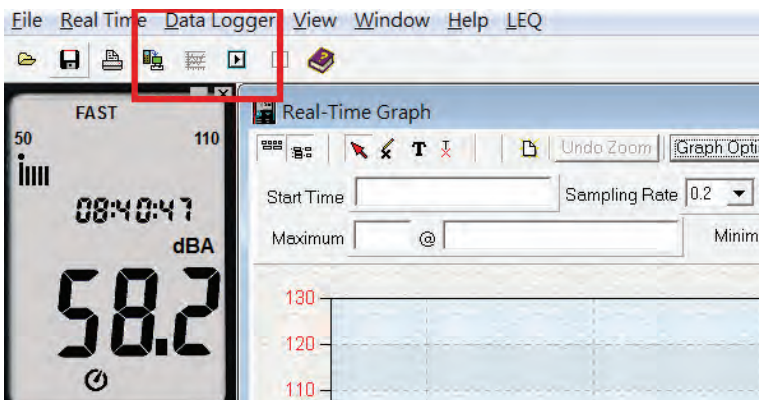 File Real Time Data Logger View Window Help LEQ
FAST
50 110
08:40:47
dBA
58.2
Real-Time Graph
T T Undo Zoom Graph Opti
Start Time Sampling Rate 0.2
Maximum @ Minim
130
120
110